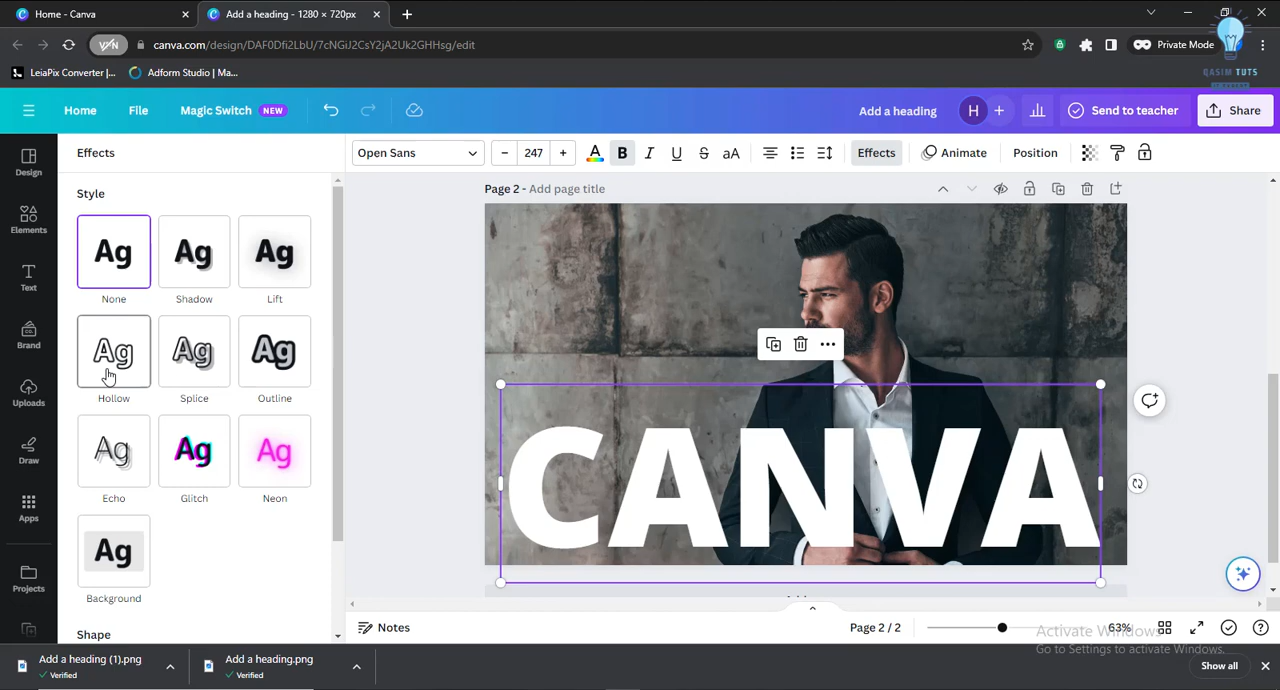 Home - Canva
Add a heading - 1280 × 720px
VPN
canva.com/design/DAF0Dfi2LbU/7cNGiJ2CsY2jA2Uk2GHHsg/edit
Private Mode
LeiaPix Converter |...
Adform Studio | Ma...
QASIM TUTS
Home
File
Magic Switch
NEW
Add a heading
H
Send to teacher
Share
Design
Elements
Text
Brand
Uploads
Draw
Apps
Projects
Effects
Open Sans
- 247 +
A B I U S aA
Effects
Animate
Position
Style
Ag
None
Ag
Shadow
Ag
Lift
Ag
Hollow
Ag
Splice
Ag
Outline
Ag
Echo
Ag
Glitch
Ag
Neon
Ag
Background
Shape
Page 2 - Add page title
CANVA
Notes
Page 2 / 2
63%
Activate Windows
Go to Settings to activate Windows.
Add a heading (1).png
Verified
Add a heading.png
Verified
Show all